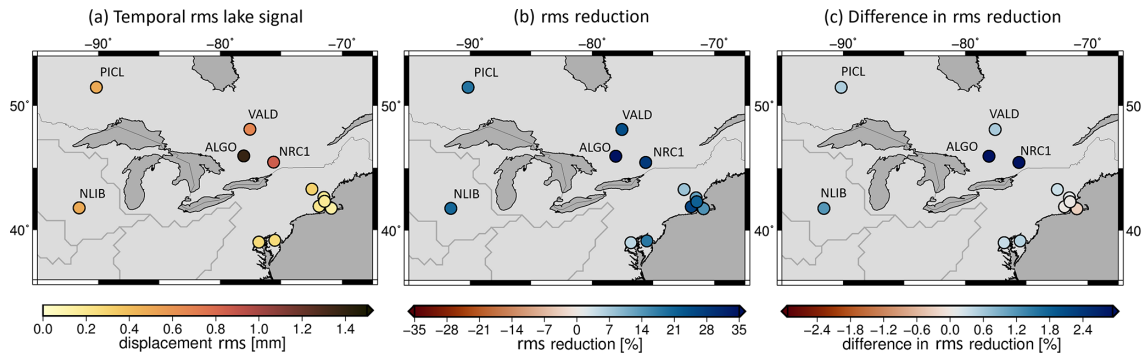 (a) Temporal rms lake signal
(b) rms reduction
(c) Difference in rms reduction
−90° −80° −70°
−90° −80° −70°
−90° −80° −70°
PICL
VALD
ALGO
NRC1
NLIB
50˚
40˚
PICL
VALD
ALGO
NRC1
NLIB
PICL
VALD
ALGO
NRC1
NLIB
50
40
0.0 0.2 0.4 0.6 0.8 1.0 1.2 1.4
displacement rms [mm]
−35 −28 −21 −14 −7 0 7 14 21 28 35
rms reduction [%]
−2.4 −1.8 −1.2 −0.6 0.0 0.6 1.2 1.8 2.4
difference in rms reduction [%]